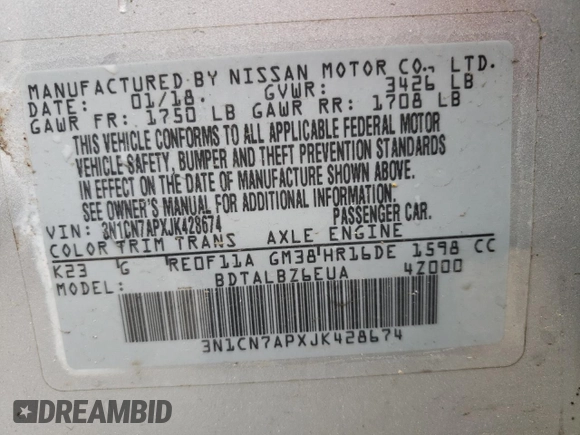 MANUFACTURED BY NISSAN MOTOR CO., LTD.
DATE: 01/18. GVWR: 3426 LB
GAWR FR: 1750 LB GAWR RR: 1708 LB
THIS VEHICLE CONFORMS TO ALL APPLICABLE FEDERAL MOTOR
VEHICLE SAFETY, BUMPER AND THEFT PREVENTION STANDARDS
IN EFFECT ON THE DATE OF MANUFACTURE SHOWN ABOVE.
SEE OWNER'S MANUAL FOR ADDITIONAL INFORMATION.
VIN: 3N1CN7APXJK428674 PASSENGER CAR.
COLOR TRIM TRANS AXLE ENGINE
K23 G RE0F11A GM38 HR16DE 1598 CC
MODEL: BDTALBZ6EUA 4Z000
3N1CN7APXJK428674
DREAMBID